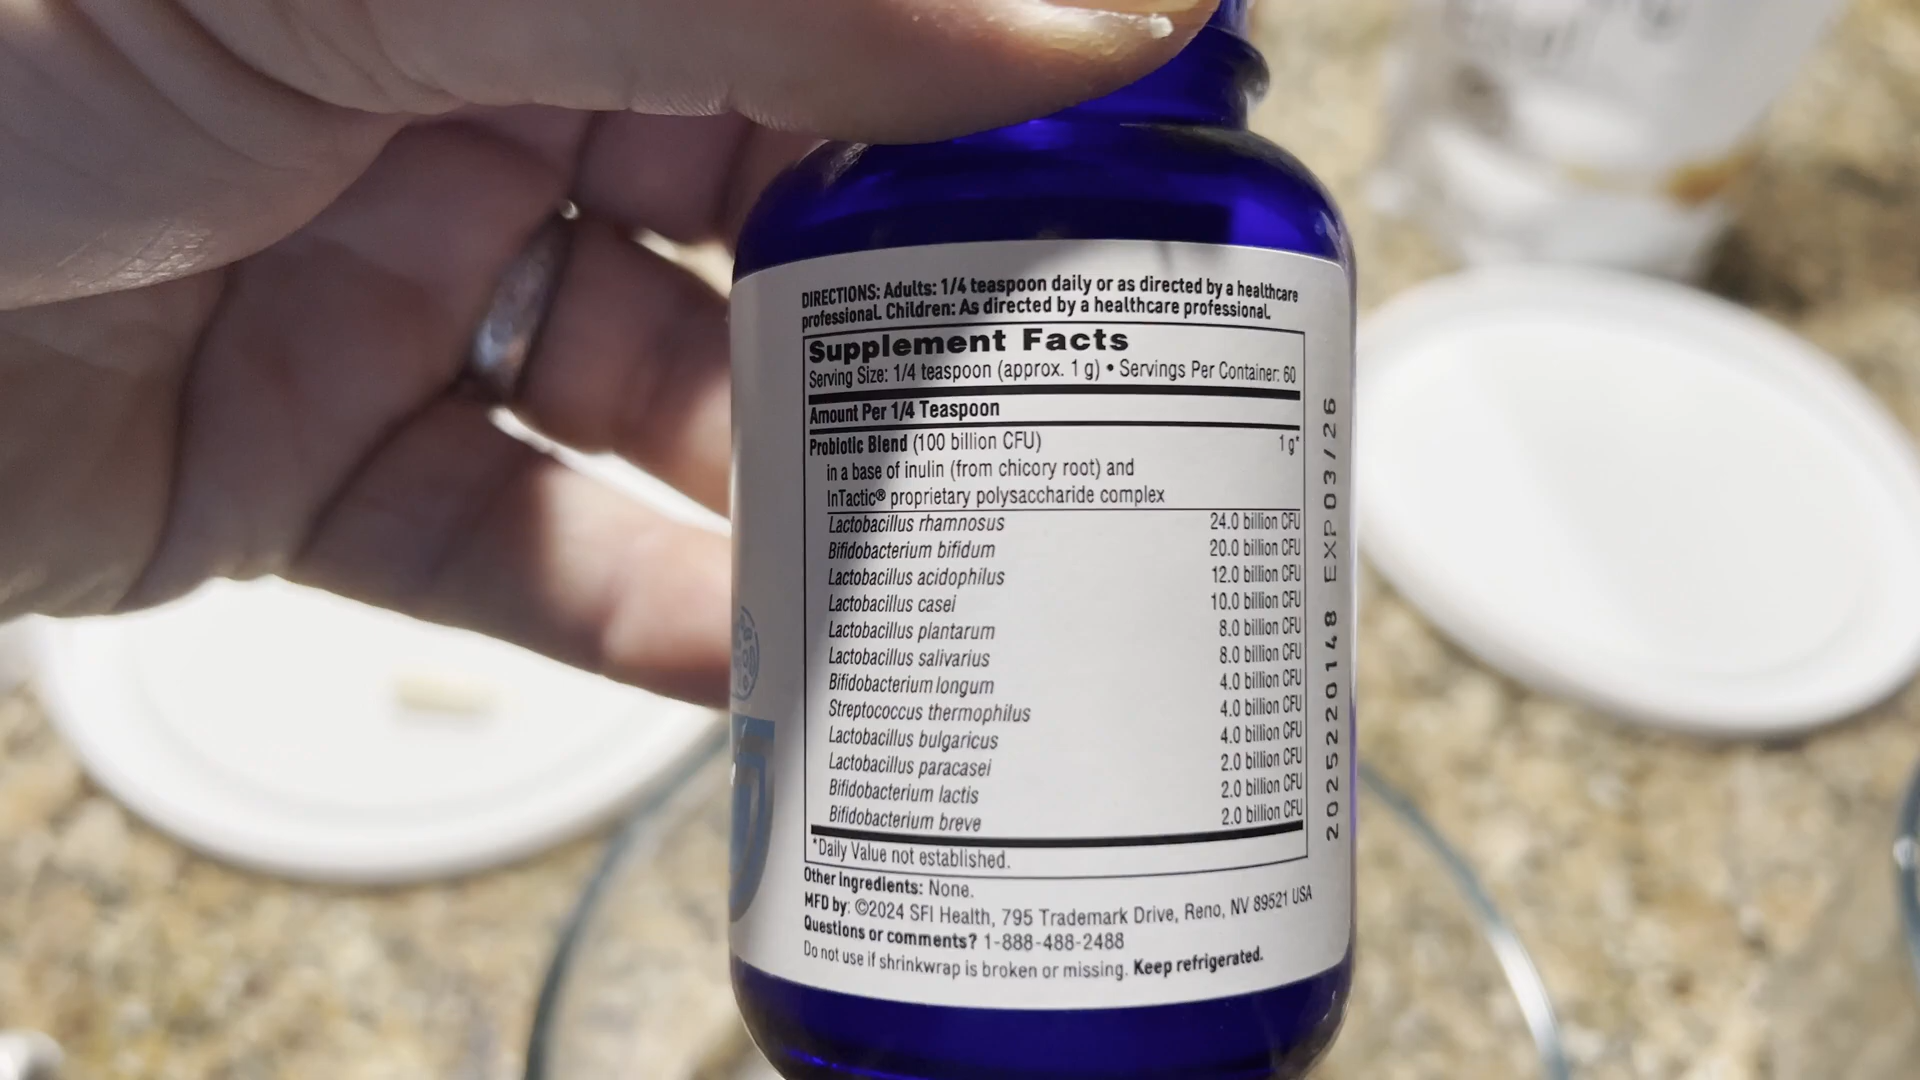 DIRECTIONS: Adults: 1/4 teaspoon daily or as directed by a healthcare
professional. Children: As directed by a healthcare professional.
Supplement Facts
Serving Size: 1/4 teaspoon (approx. 1 g) • Servings Per Container: 60
Amount Per 1/4 Teaspoon
Probiotic Blend (100 billion CFU) 1 g*
in a base of inulin (from chicory root) and
InTactic® proprietary polysaccharide complex
Lactobacillus rhamnosus 24.0 billion CFU
Bifidobacterium bifidum 20.0 billion CFU
Lactobacillus acidophilus 12.0 billion CFU
Lactobacillus casei 10.0 billion CFU
Lactobacillus plantarum 8.0 billion CFU
Lactobacillus salivarius 8.0 billion CFU
Bifidobacterium longum 4.0 billion CFU
Streptococcus thermophilus 4.0 billion CFU
Lactobacillus bulgaricus 4.0 billion CFU
Lactobacillus paracasei 2.0 billion CFU
Bifidobacterium lactis 2.0 billion CFU
Bifidobacterium breve 2.0 billion CFU
*Daily Value not established.
Other Ingredients: None.
MFD by: ©2024 SFI Health, 795 Trademark Drive, Reno, NV 89521 USA
Questions or comments? 1-888-488-2488
Do not use if shrinkwrap is broken or missing. Keep refrigerated.
2025220148 EXP03/26